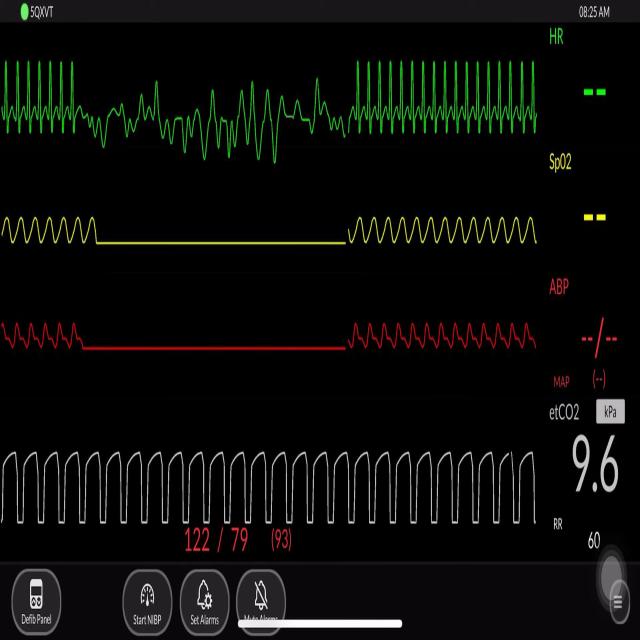 5QXVT
08:25 AM
HR
--
SpO2
--
ABP
--/--
MAP (--)
etCO2 kPa
9.6
RR
60
122 / 79 (93)
Defib Panel
Start NIBP
Set Alarms
Mute Alarms